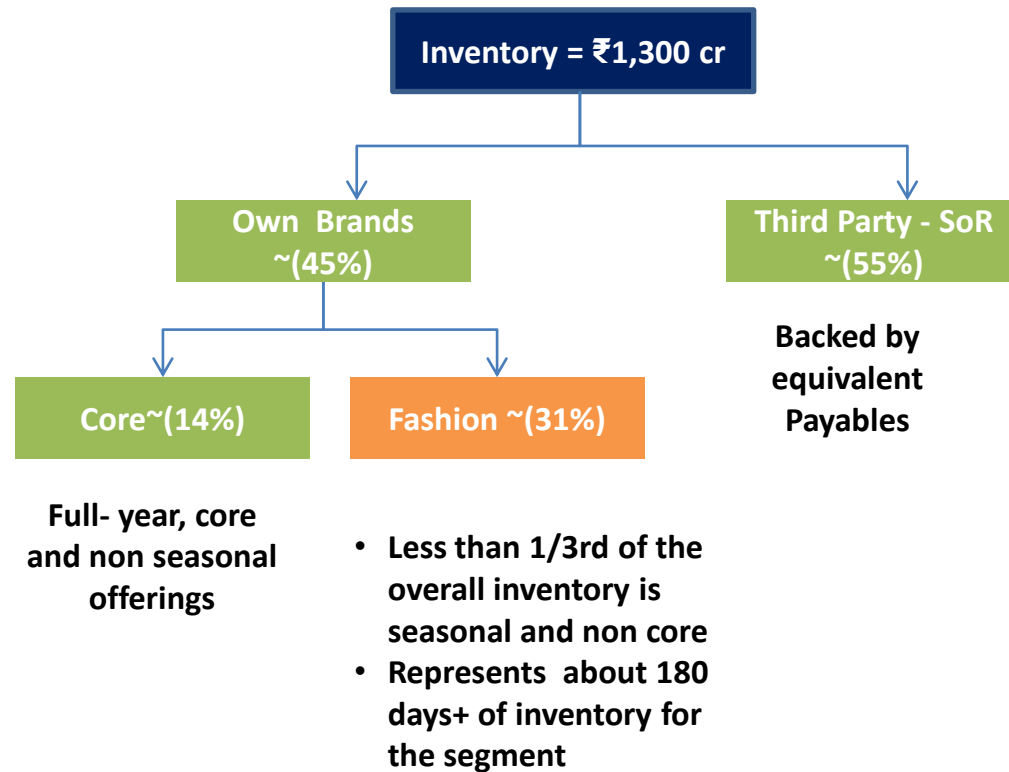 Inventory = ₹1,300 cr
Own Brands
~(45%)
Third Party - SoR
~(55%)
Backed by
equivalent
Payables
Core~(14%)
Fashion ~(31%)
Full- year, core
and non seasonal
offerings
• Less than 1/3rd of the
overall inventory is
seasonal and non core
• Represents about 180
days+ of inventory for
the segment